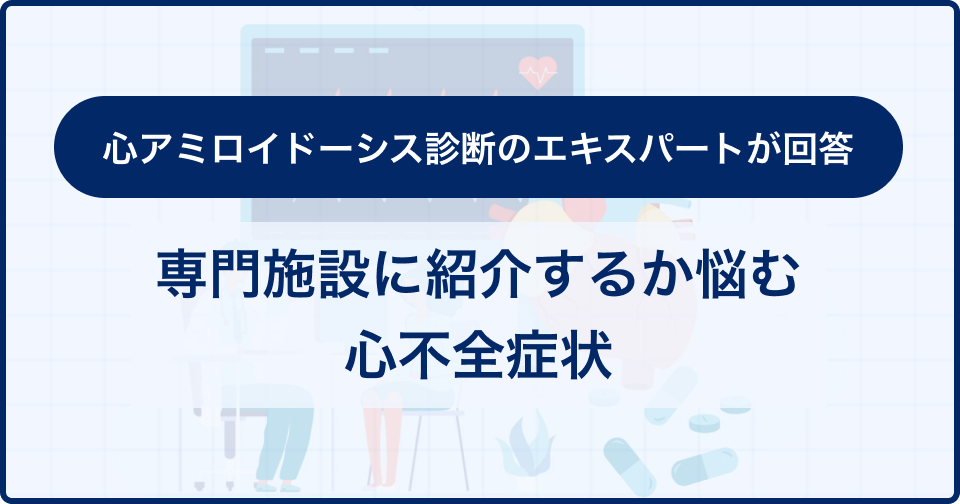 心アミロイドーシス診断のエキスパートが回答
専門施設に紹介するか悩む
心不全症状